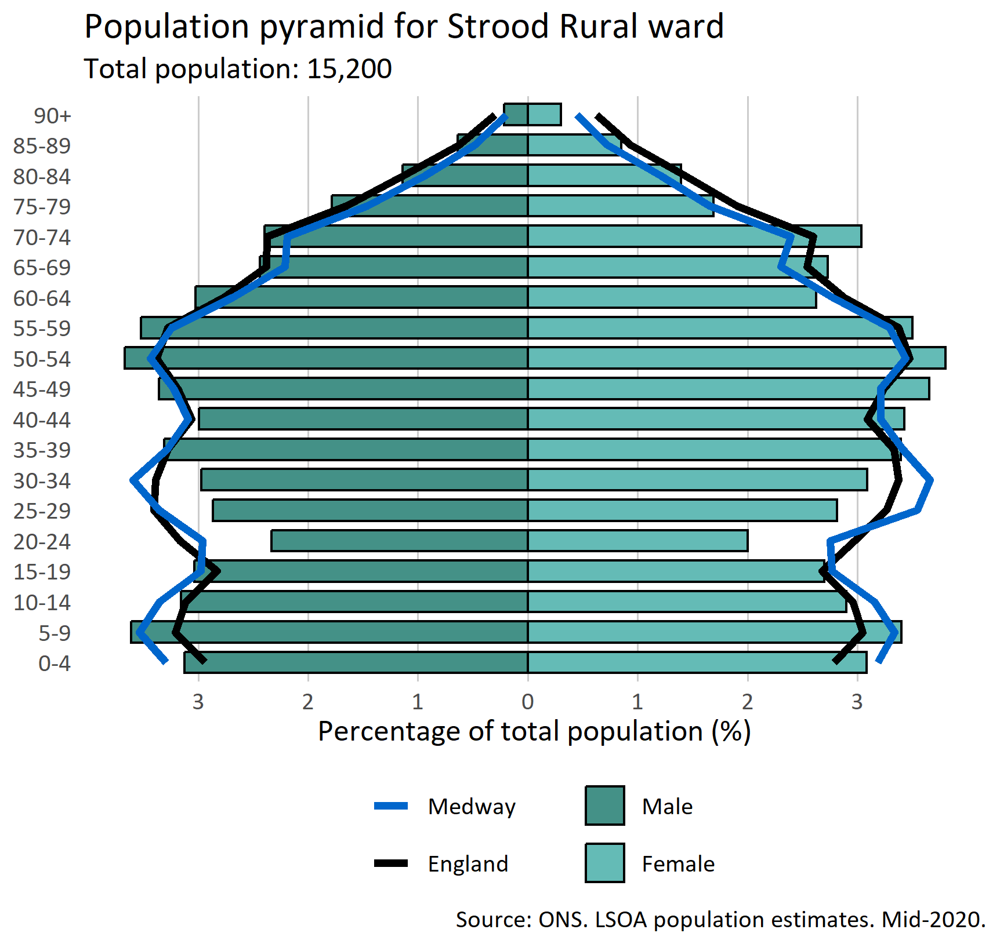 Population pyramid for Strood Rural ward
Total population: 15,200
90+
85-89
80-84
75-79
70-74
65-69
60-64
55-59
50-54
45-49
40-44
35-39
30-34
25-29
20-24
15-19
10-14
5-9
0-4
3 2 1 0 1 2 3
Percentage of total population (%)
Medway Male
England Female
Source: ONS. LSOA population estimates. Mid-2020.